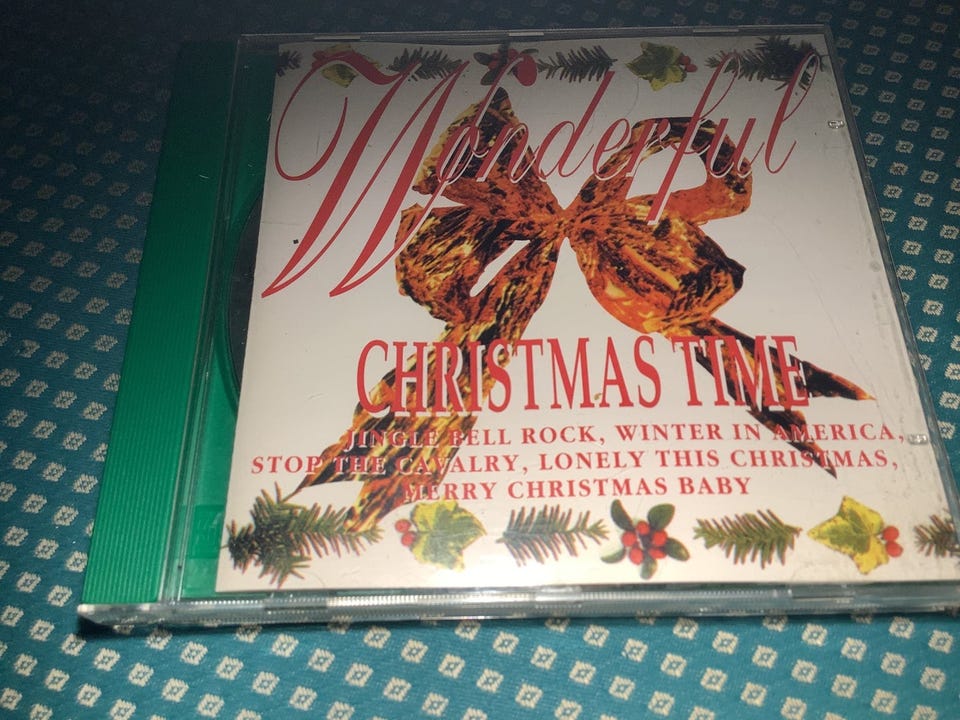 Wonderful
CHRISTMAS TIME
JINGLE BELL ROCK, WINTER IN AMERICA,
STOP THE CAVALRY, LONELY THIS CHRISTMAS,
MERRY CHRISTMAS BABY